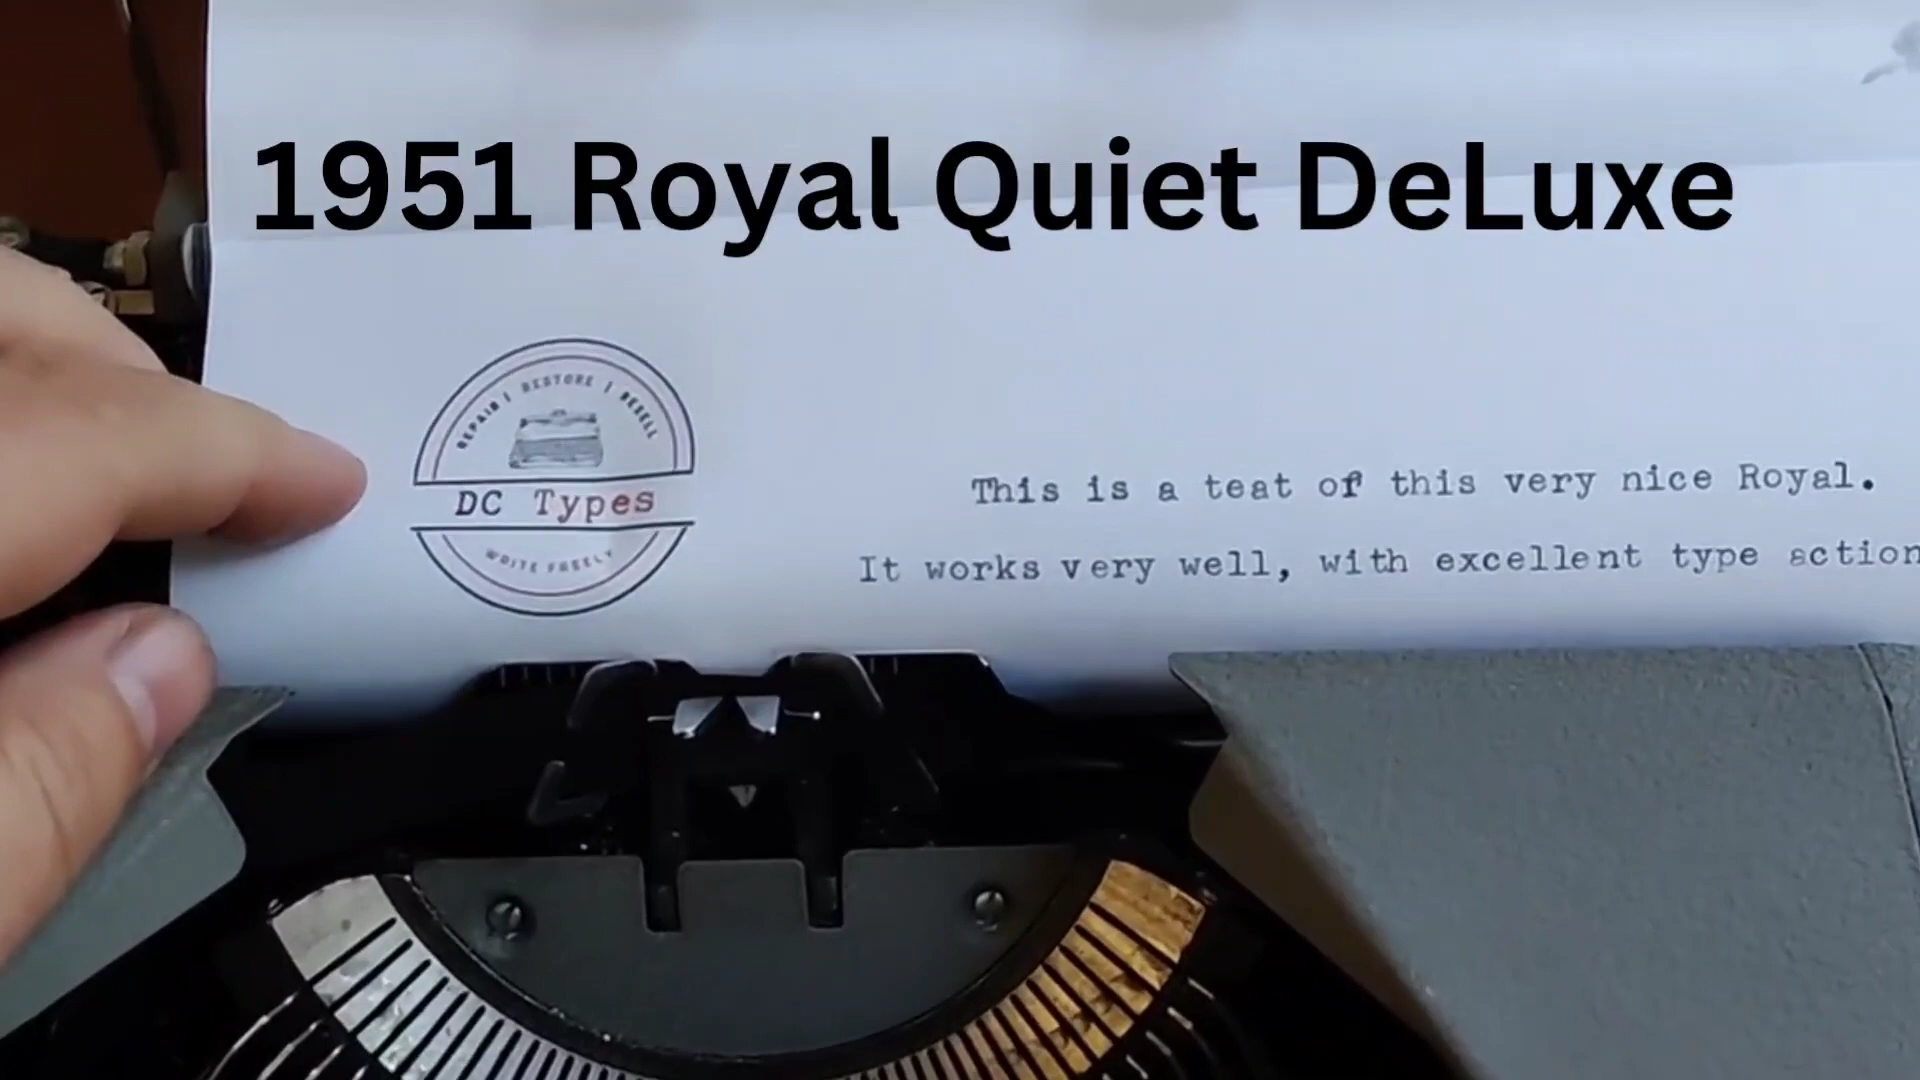 1951 Royal Quiet DeLuxe
REPAIR | RESTORE | RESELL
DC Types
WRITE FREELY
This is a teat of this very nice Royal.
It works very well, with excellent type action